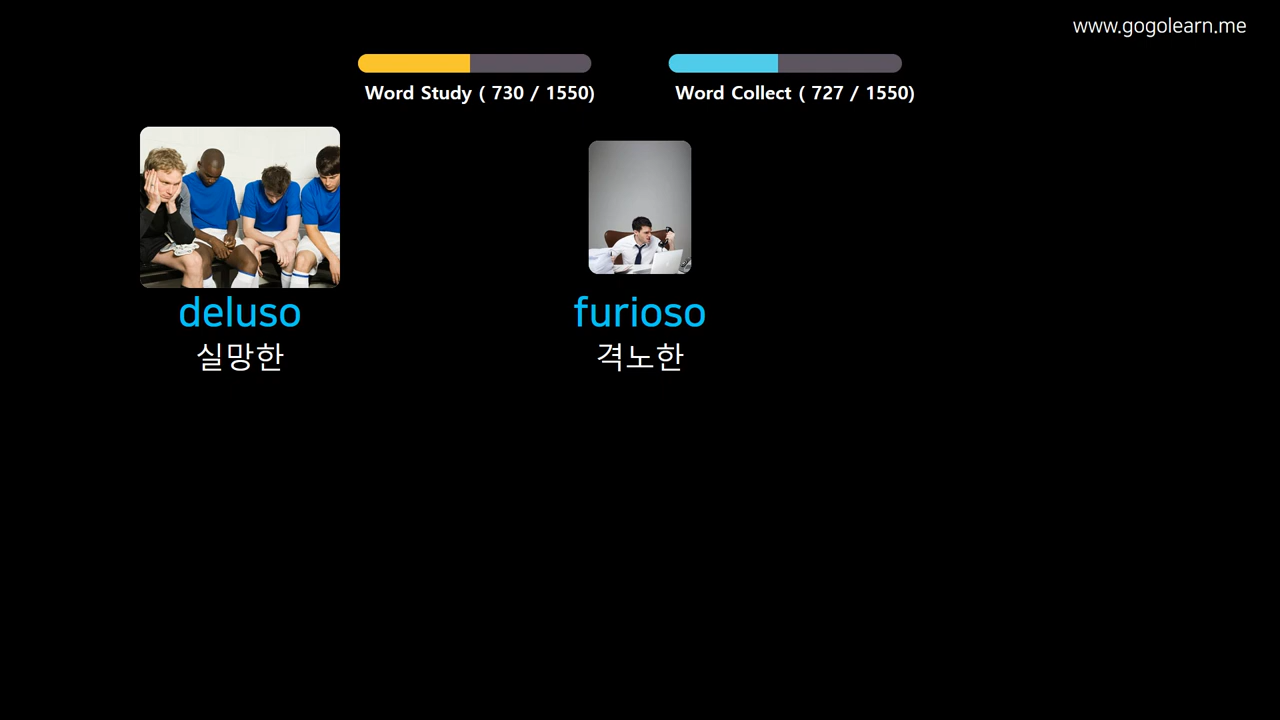 www.gogolearn.me
Word Study ( 730 / 1550)
Word Collect ( 727 / 1550)
deluso
실망한
furioso
격노한